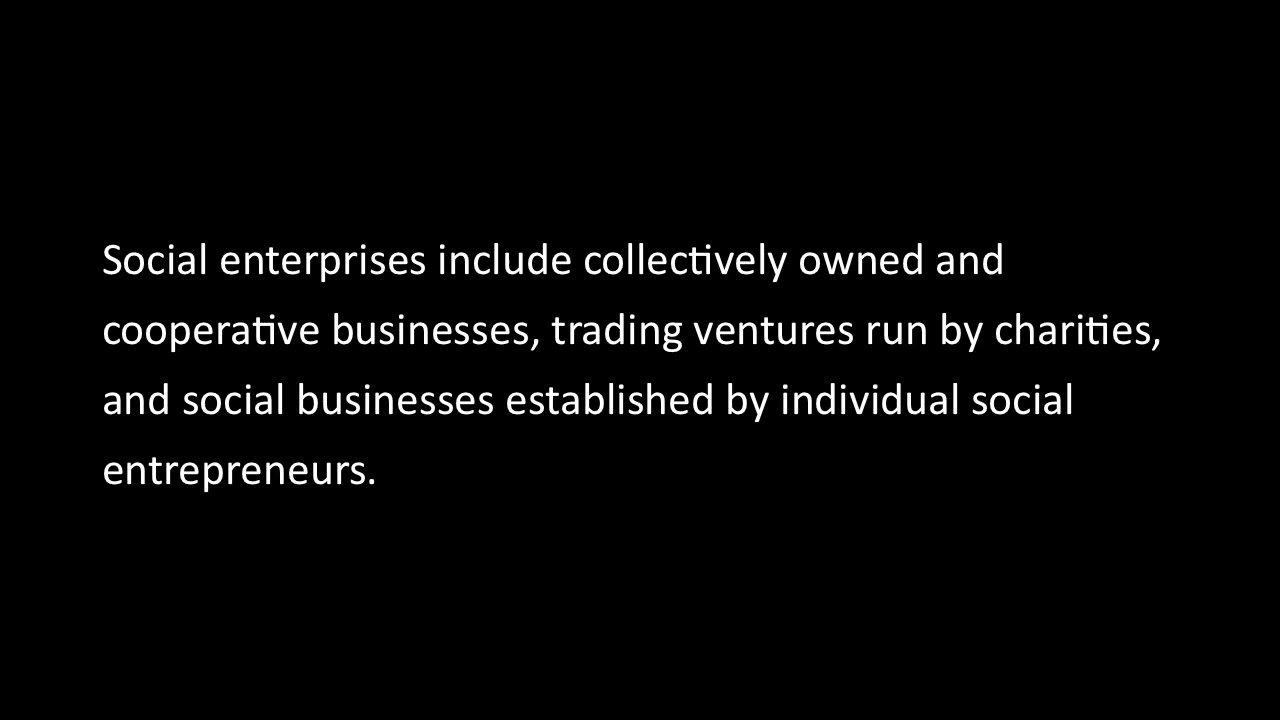 Social enterprises include collectively owned and
cooperative businesses, trading ventures run by charities,
and social businesses established by individual social
entrepreneurs.